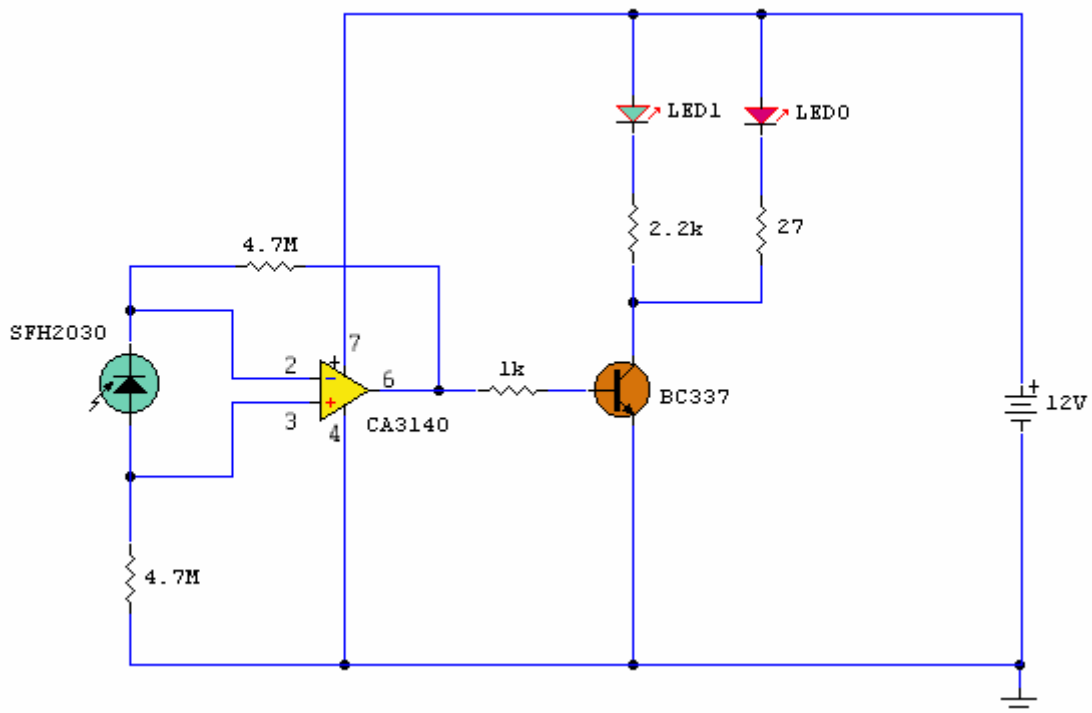 LED1
LED0
2.2k
27
4.7M
SFH2030
7
+
2
−
6
1k
3
+
4
CA3140
BC337
+
12V
4.7M